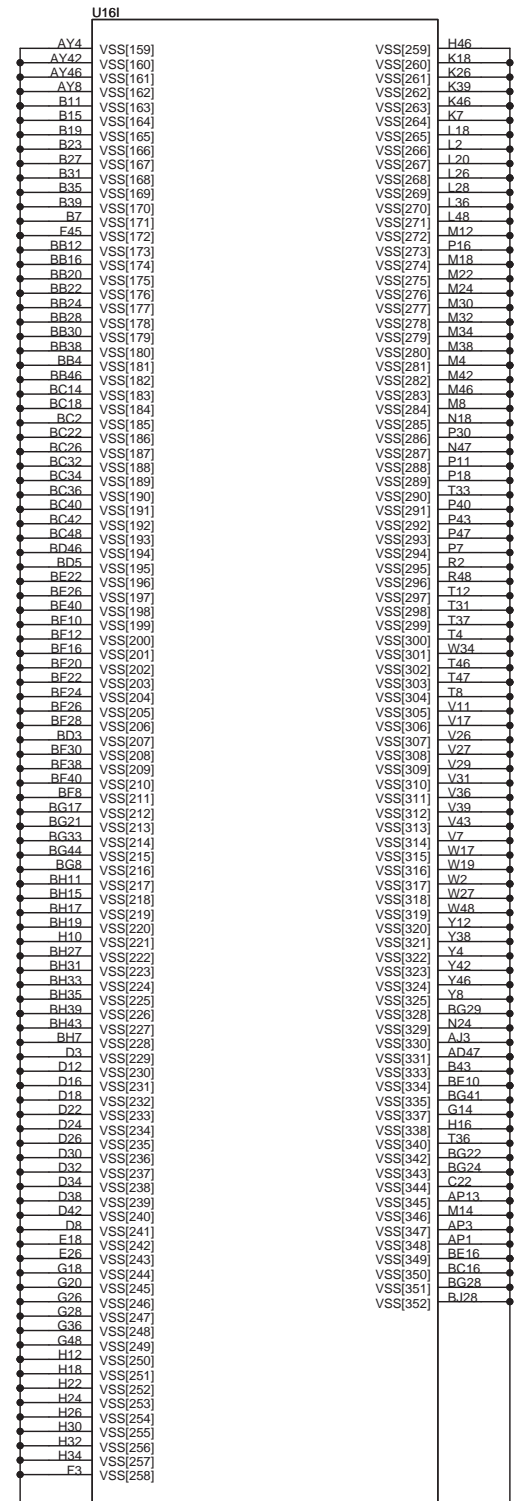 U16I
AY4 VSS[159] VSS[259] H46
AY42 VSS[160] VSS[260] K18
AY46 VSS[161] VSS[261] K26
AY8 VSS[162] VSS[262] K39
B11 VSS[163] VSS[263] K46
B15 VSS[164] VSS[264] K7
B19 VSS[165] VSS[265] L18
B23 VSS[166] VSS[266] L2
B27 VSS[167] VSS[267] L20
B31 VSS[168] VSS[268] L26
B35 VSS[169] VSS[269] L28
B39 VSS[170] VSS[270] L36
B7 VSS[171] VSS[271] L48
F45 VSS[172] VSS[272] M12
BB12 VSS[173] VSS[273] P16
BB16 VSS[174] VSS[274] M18
BB20 VSS[175] VSS[275] M22
BB22 VSS[176] VSS[276] M24
BB24 VSS[177] VSS[277] M30
BB28 VSS[178] VSS[278] M32
BB30 VSS[179] VSS[279] M34
BB38 VSS[180] VSS[280] M38
BB4 VSS[181] VSS[281] M4
BB46 VSS[182] VSS[282] M42
BC14 VSS[183] VSS[283] M46
BC18 VSS[184] VSS[284] M8
BC2 VSS[185] VSS[285] N18
BC22 VSS[186] VSS[286] P30
BC26 VSS[187] VSS[287] N47
BC32 VSS[188] VSS[288] P11
BC34 VSS[189] VSS[289] P18
BC36 VSS[190] VSS[290] T33
BC40 VSS[191] VSS[291] P40
BC42 VSS[192] VSS[292] P43
BC48 VSS[193] VSS[293] P47
BD46 VSS[194] VSS[294] P7
BD5 VSS[195] VSS[295] R2
BE22 VSS[196] VSS[296] R48
BE26 VSS[197] VSS[297] T12
BE40 VSS[198] VSS[298] T31
BF10 VSS[199] VSS[299] T37
BF12 VSS[200] VSS[300] T4
BF16 VSS[201] VSS[301] W34
BF20 VSS[202] VSS[302] T46
BF22 VSS[203] VSS[303] T47
BF24 VSS[204] VSS[304] T8
BF26 VSS[205] VSS[305] V11
BF28 VSS[206] VSS[306] V17
BD3 VSS[207] VSS[307] V26
BF30 VSS[208] VSS[308] V27
BF38 VSS[209] VSS[309] V29
BF40 VSS[210] VSS[310] V31
BF8 VSS[211] VSS[311] V36
BG17 VSS[212] VSS[312] V39
BG21 VSS[213] VSS[313] V43
BG33 VSS[214] VSS[314] V7
BG44 VSS[215] VSS[315] W17
BG8 VSS[216] VSS[316] W19
BH11 VSS[217] VSS[317] W2
BH15 VSS[218] VSS[318] W27
BH17 VSS[219] VSS[319] W48
BH19 VSS[220] VSS[320] Y12
H10 VSS[221] VSS[321] Y38
BH27 VSS[222] VSS[322] Y4
BH31 VSS[223] VSS[323] Y42
BH33 VSS[224] VSS[324] Y46
BH35 VSS[225] VSS[325] Y8
BH39 VSS[226] VSS[328] BG29
BH43 VSS[227] VSS[329] N24
BH7 VSS[228] VSS[330] AJ3
D3 VSS[229] VSS[331] AD47
D12 VSS[230] VSS[333] B43
D16 VSS[231] VSS[334] BE10
D18 VSS[232] VSS[335] BG41
D22 VSS[233] VSS[337] G14
D24 VSS[234] VSS[338] H16
D26 VSS[235] VSS[340] T36
D30 VSS[236] VSS[342] BG22
D32 VSS[237] VSS[343] BG24
D34 VSS[238] VSS[344] C22
D38 VSS[239] VSS[345] AP13
D42 VSS[240] VSS[346] M14
D8 VSS[241] VSS[347] AP3
E18 VSS[242] VSS[348] AP1
E26 VSS[243] VSS[349] BE16
G18 VSS[244] VSS[350] BC16
G20 VSS[245] VSS[351] BG28
G26 VSS[246] VSS[352] BJ28
G28 VSS[247]
G36 VSS[248]
G48 VSS[249]
H12 VSS[250]
H18 VSS[251]
H22 VSS[252]
H24 VSS[253]
H26 VSS[254]
H30 VSS[255]
H32 VSS[256]
H34 VSS[257]
F3 VSS[258]